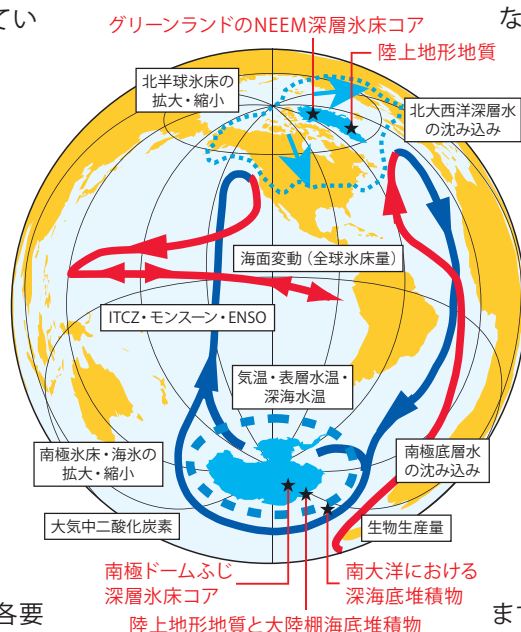 てい
な
グリーンランドのNEEM深層氷床コア
陸上地形地質
北半球氷床の
拡大・縮小
北大西洋深層水
の沈み込み
海面変動（全球氷床量）
ITCZ・モンスーン・ENSO
気温・表層水温・
深海水温
南極氷床・海氷の
拡大・縮小
南極底層水
の沈み込み
大気中二酸化炭素
生物生産量
南極ドームふじ
深層氷床コア
南大洋における
深海底堆積物
陸上地形地質と大陸棚海底堆積物
各要
まで